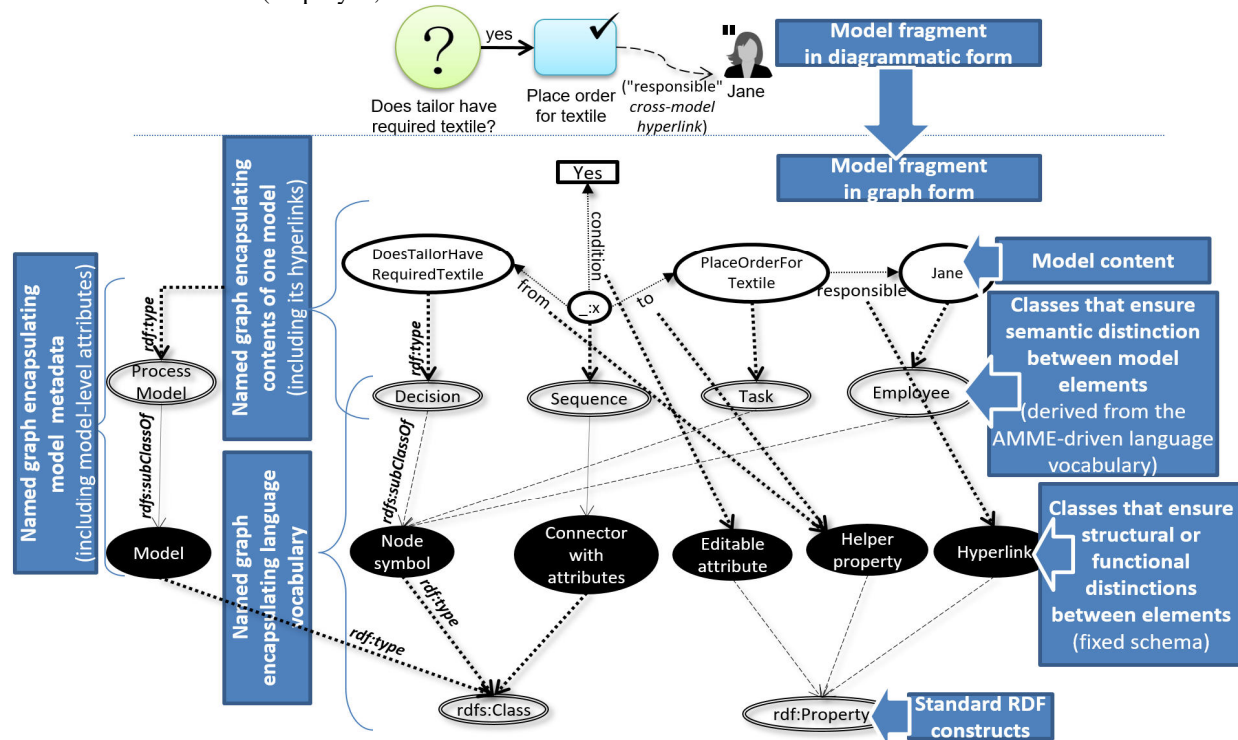 yes
?
"
Does tailor have
required textile?
Place order
for textile
("responsible"
cross-model
hyperlink)
Jane
Model fragment
in diagrammatic form
Model fragment
in graph form
Named graph encapsulating
model metadata
(including model-level attributes)
Named graph encapsulating
contents of one model
(including its hyperlinks)
Named graph
encapsulating language
vocabulary
Yes
condition
DoesTailorHave
RequiredTextile
from
_:x
to
PlaceOrderFor
Textile
responsible
Jane
Model content
rdf:type
rdf:type
Process
Model
Decision
Sequence
Task
Employee
Classes that ensure
semantic distinction
between model
elements
(derived from the
AMME-driven language
vocabulary)
rdfs:subClassOf
rdfs:subClassOf
Model
Node
symbol
Connector
with
attributes
Editable
attribute
Helper
property
Hyperlink
Classes that ensure
structural or
functional
distinctions
between elements
(fixed schema)
rdf:type
rdf:type
rdfs:Class
rdf:Property
Standard RDF
constructs